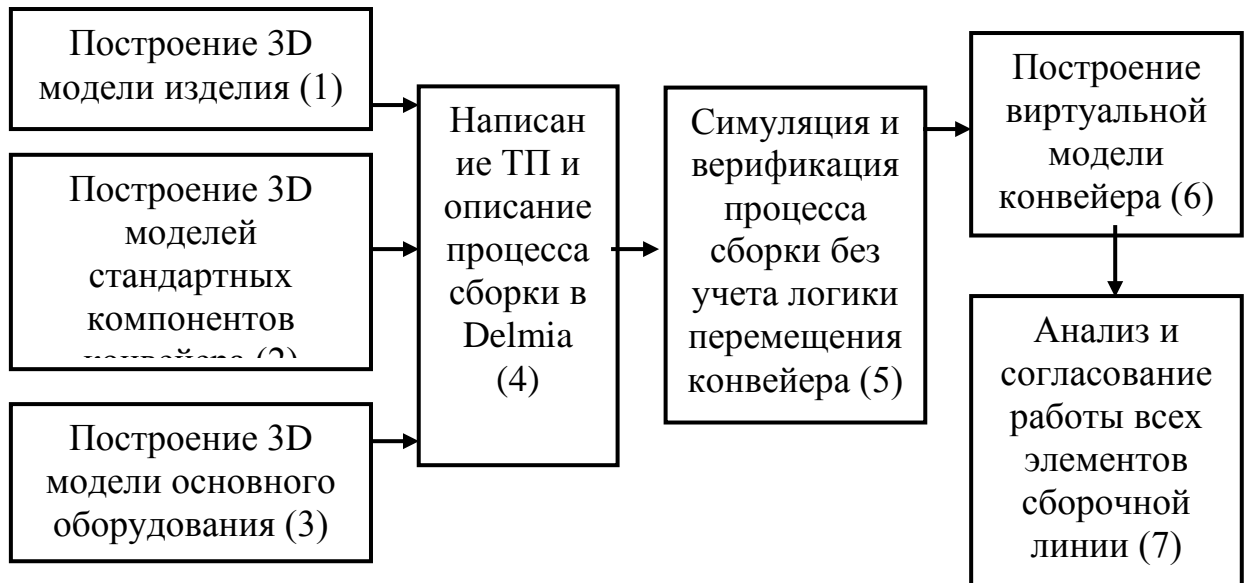 Построение 3D
модели изделия (1)
Построение 3D
моделей
стандартных
компонентов
конвейера (2)
Построение 3D
модели основного
оборудования (3)
Написан
ие ТП и
описание
процесса
сборки в
Delmia
(4)
Симуляция и
верификация
процесса
сборки без
учета логики
перемещения
конвейера (5)
Построение
виртуальной
модели
конвейера (6)
Анализ и
согласование
работы всех
элементов
сборочной
линии (7)